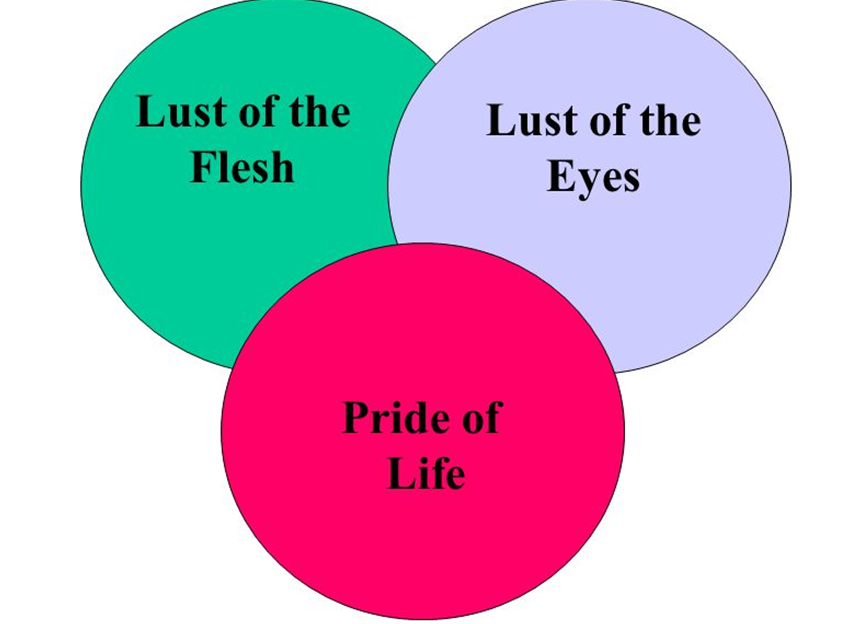 Lust of the
Flesh
Lust of the
Eyes
Pride of
Life